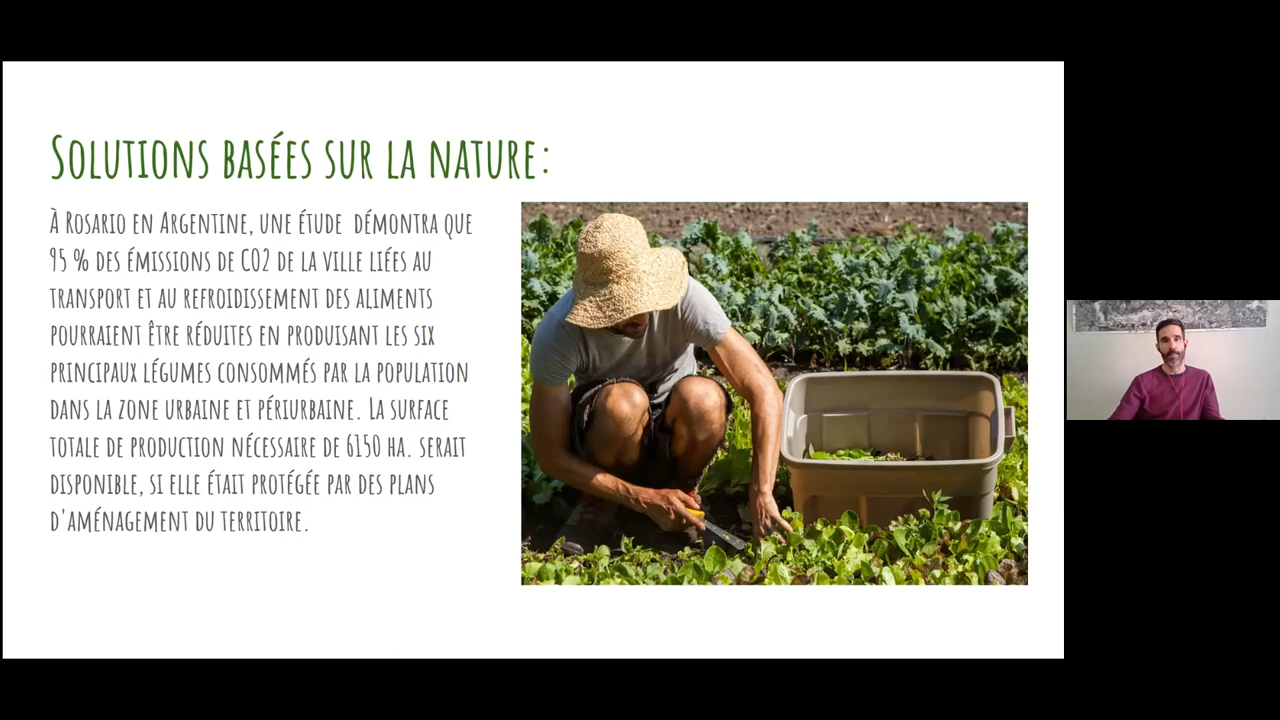 Solutions basées sur la nature:
À Rosario en Argentine, une étude démontra que
95 % des émissions de CO2 de la ville liées au
transport et au refroidissement des aliments
pourraient être réduites en produisant les six
principaux légumes consommés par la population
dans la zone urbaine et périurbaine. La surface
totale de production nécessaire de 6150 ha. serait
disponible, si elle était protégée par des plans
d'aménagement du territoire.